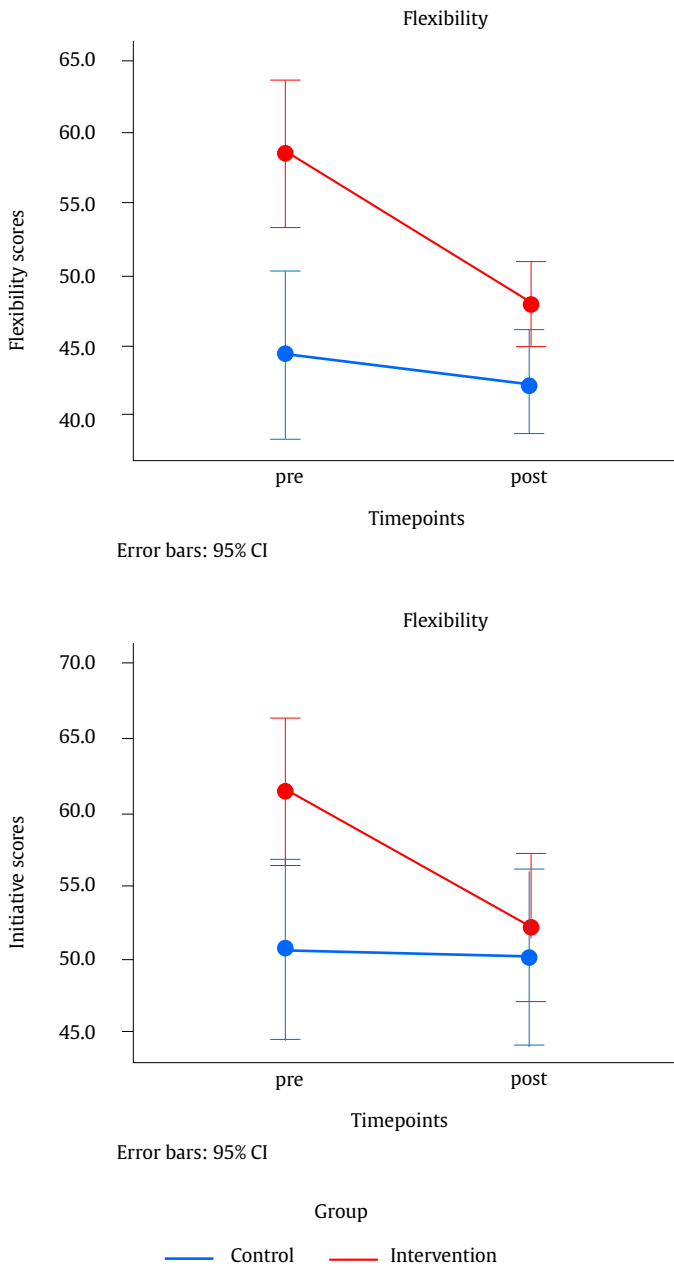 Flexibility
65.0
60.0
55.0
50.0
45.0
40.0
Flexibility scores
pre
post
Timepoints
Error bars: 95% CI
Flexibility
70.0
65.0
60.0
55.0
50.0
45.0
Initiative scores
pre
post
Timepoints
Error bars: 95% CI
Group
Control
Intervention